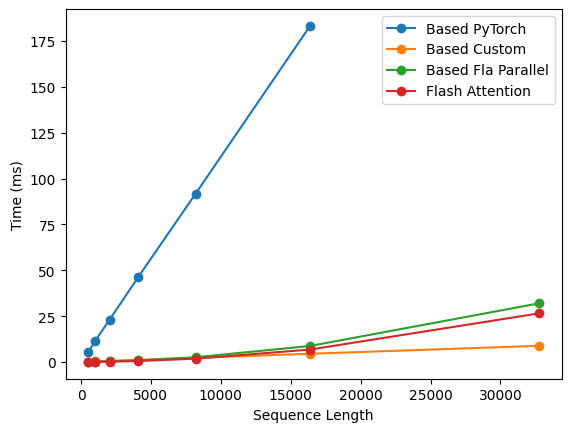 Based PyTorch
Based Custom
Based Fla Parallel
Flash Attention
Time (ms)
175
150
125
100
75
50
25
0
0 5000 10000 15000 20000 25000 30000
Sequence Length